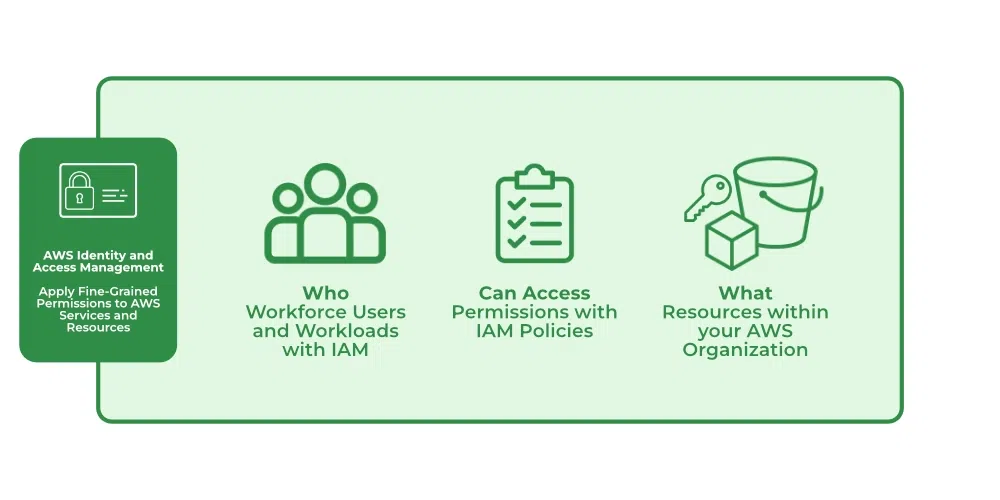 AWS Identity and
Access Management
Apply Fine-Grained
Permissions to AWS
Services and
Resources
Who
Workforce Users
and Workloads
with IAM
Can Access
Permissions with
IAM Policies
What
Resources within
your AWS
Organization